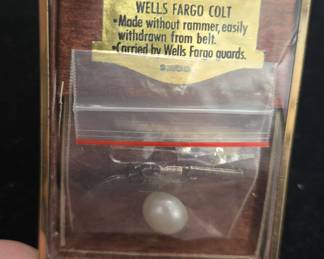 WELLS FARGO COLT
•Made without rammer, easily
withdrawn from belt.
•Carried by Wells Fargo guards.